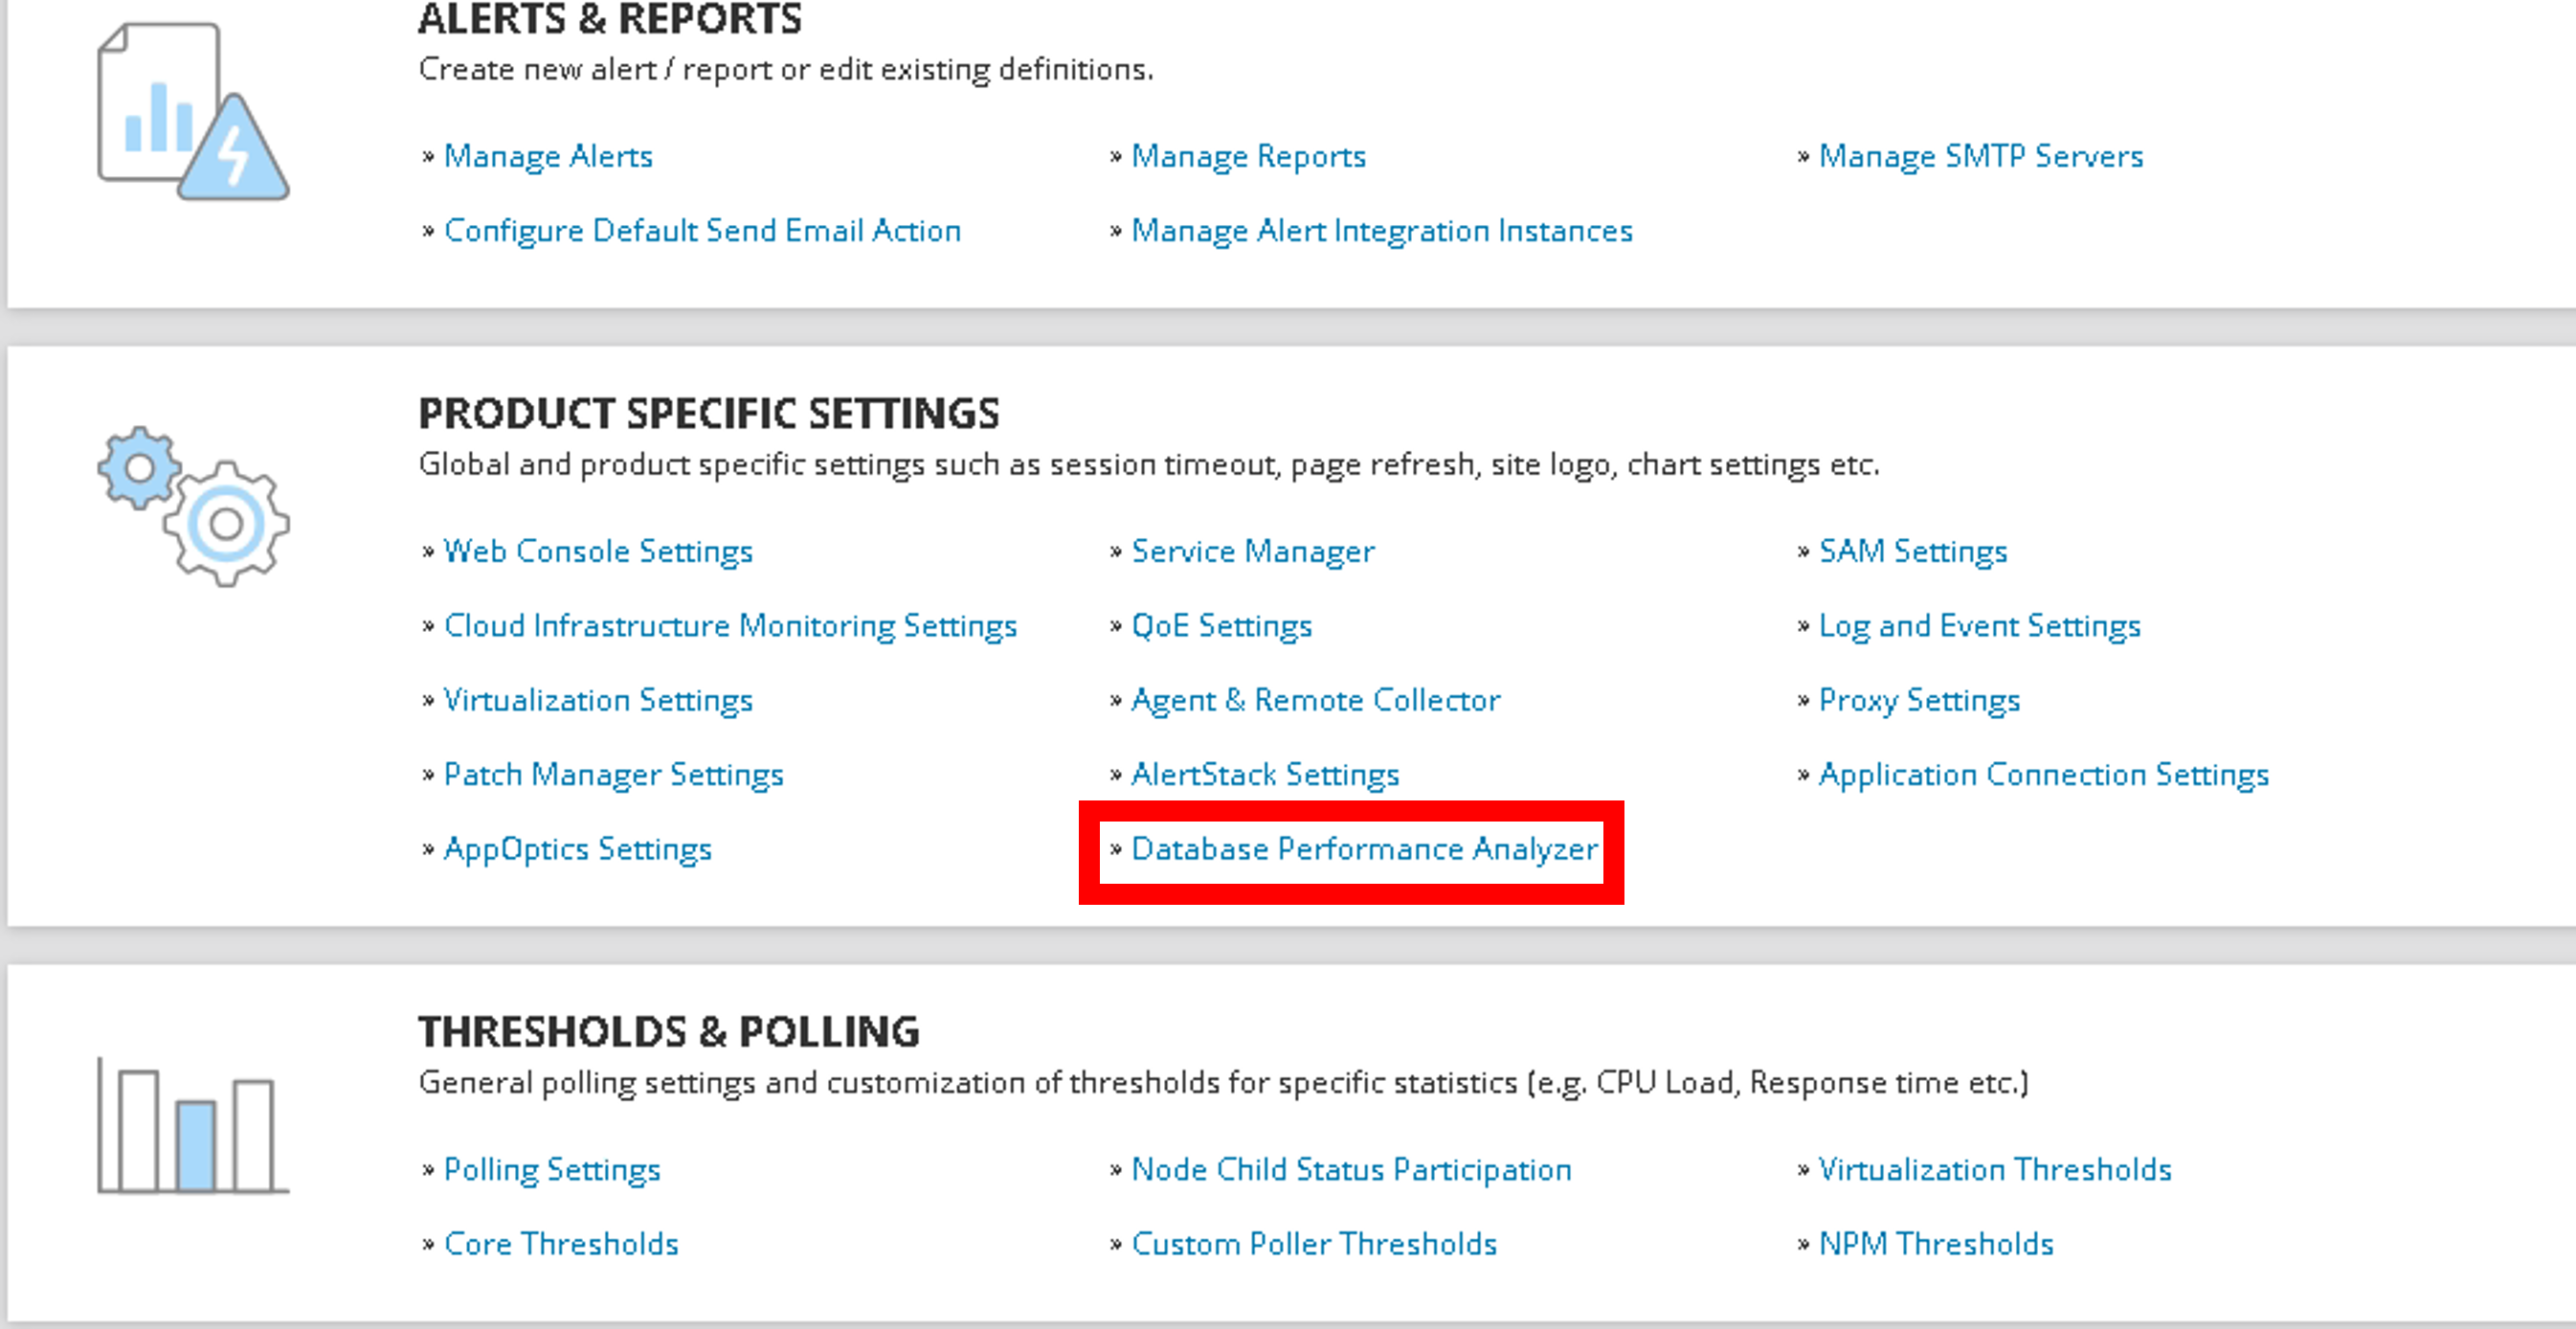 ALERTS & REPORTS
Create new alert / report or edit existing definitions.
» Manage Alerts » Manage Reports » Manage SMTP Servers
» Configure Default Send Email Action » Manage Alert Integration Instances
PRODUCT SPECIFIC SETTINGS
Global and product specific settings such as session timeout, page refresh, site logo, chart settings etc.
» Web Console Settings » Service Manager » SAM Settings
» Cloud Infrastructure Monitoring Settings » QoE Settings » Log and Event Settings
» Virtualization Settings » Agent & Remote Collector » Proxy Settings
» Patch Manager Settings » AlertStack Settings » Application Connection Settings
» AppOptics Settings » Database Performance Analyzer
THRESHOLDS & POLLING
General polling settings and customization of thresholds for specific statistics (e.g. CPU Load, Response time etc.)
» Polling Settings » Node Child Status Participation » Virtualization Thresholds
» Core Thresholds » Custom Poller Thresholds » NPM Thresholds